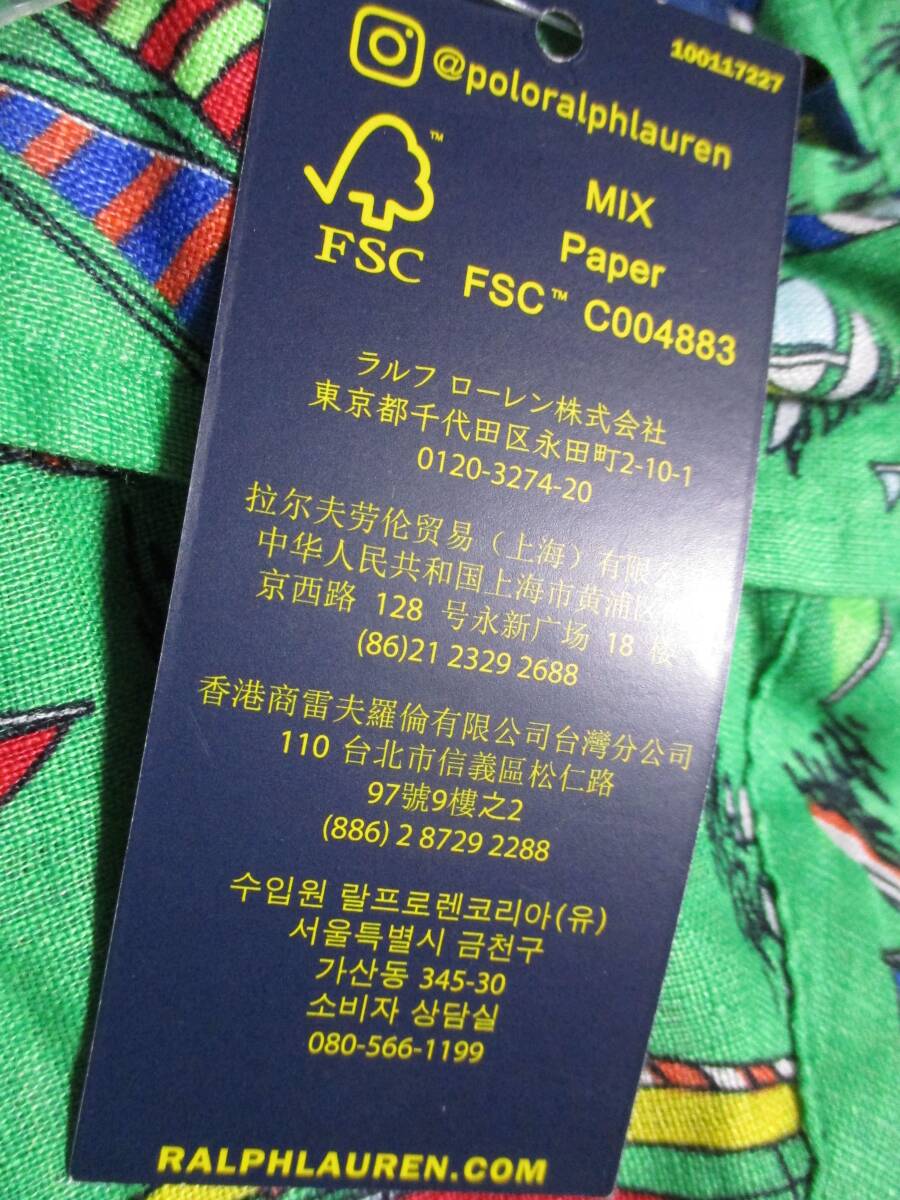 100117227
@poloralphlauren
FSC™
MIX
Paper
FSC™ C004883
ラルフ ローレン株式会社
東京都千代田区永田町2-10-1
0120-3274-20
拉尔夫劳伦贸易（上海）有限
中华人民共和国上海市黄浦区
京西路 128 号永新广场 18 楼
(86)21 2329 2688
香港商雷夫羅倫有限公司台灣分公司
110 台北市信義區松仁路
97號9樓之2
(886) 2 8729 2288
수입원 랄프로렌코리아(유)
서울특별시 금천구
가산동 345-30
소비자 상담실
080-566-1199
RALPHLAUREN.COM